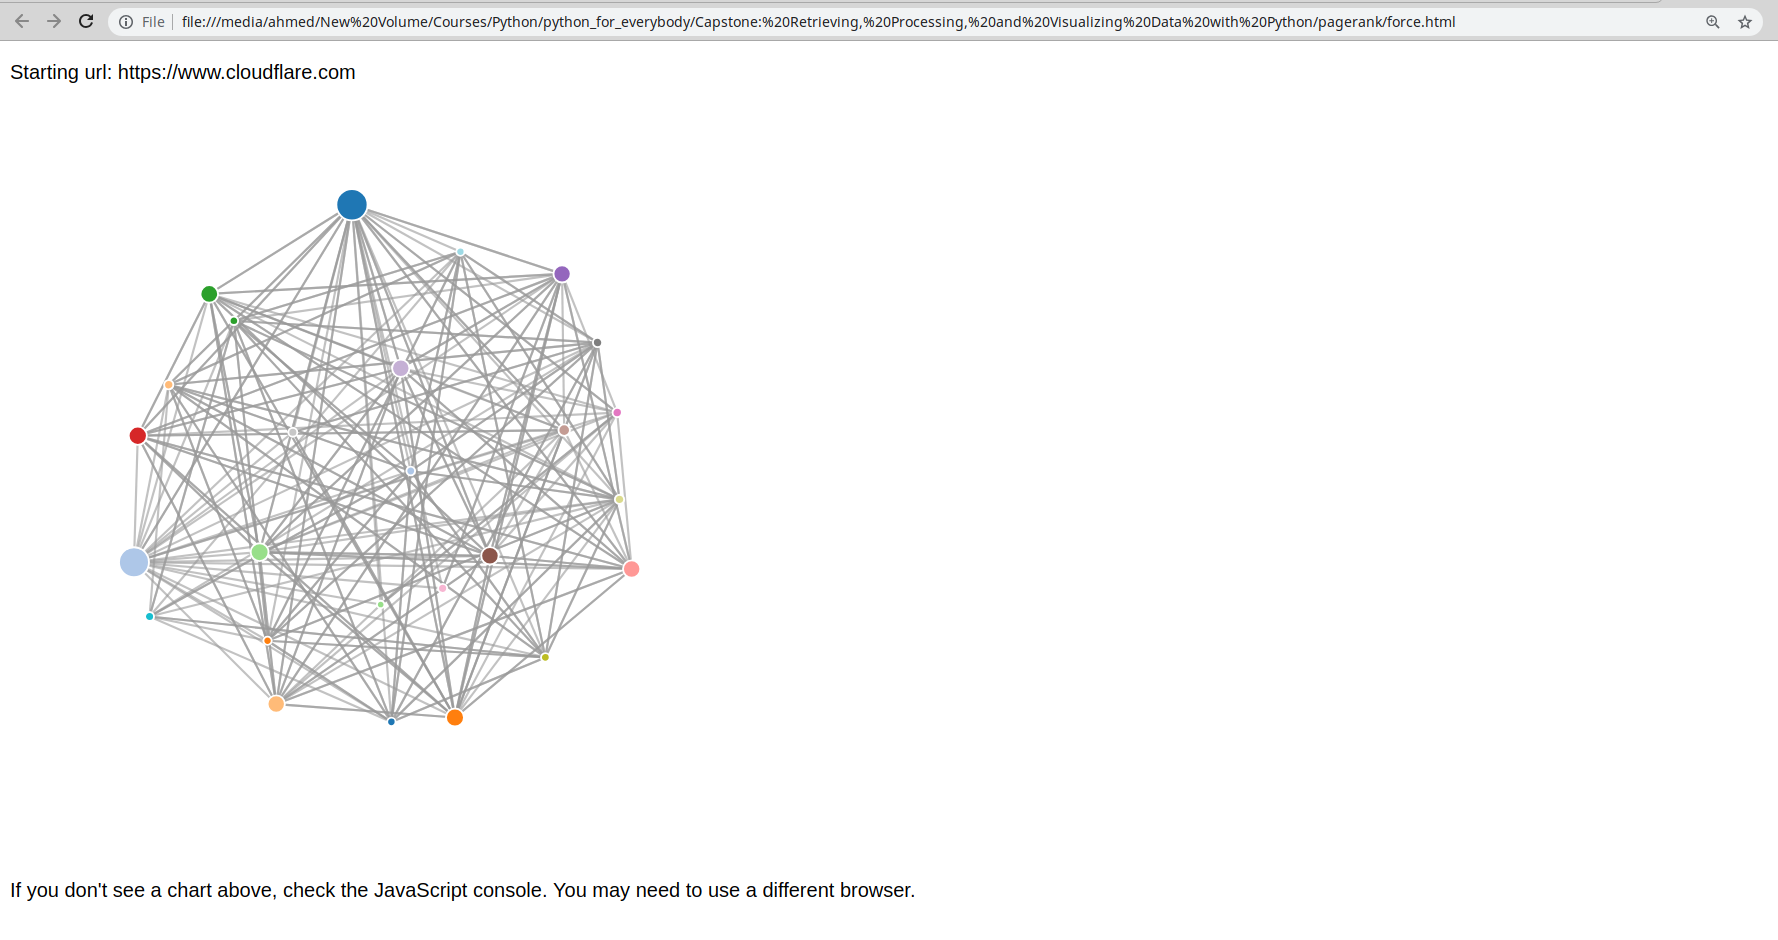 File file:///media/ahmed/New%20Volume/Courses/Python/python_for_everybody/Capstone:%20Retrieving,%20Processing,%20and%20Visualizing%20Data%20with%20Python/pagerank/force.html
Starting url: https://www.cloudflare.com
If you don't see a chart above, check the JavaScript console. You may need to use a different browser.